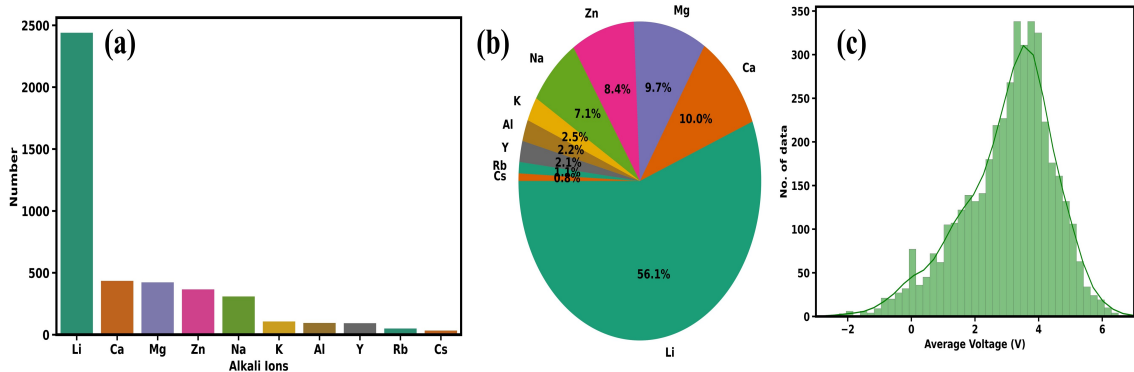 (a)
Number
2500
2000
1500
1000
500
0
Li Ca Mg Zn Na K Al Y Rb Cs
Alkali Ions
(b)
Zn
Mg
Na
Ca
K
Al
Y
Rb
Cs
Li
8.4%
9.7%
7.1%
10.0%
2.5%
2.2%
2.1%
1.1%
0.8%
56.1%
(c)
No. of data
350
300
250
200
150
100
50
0
−2 0 2 4 6
Average Voltage (V)